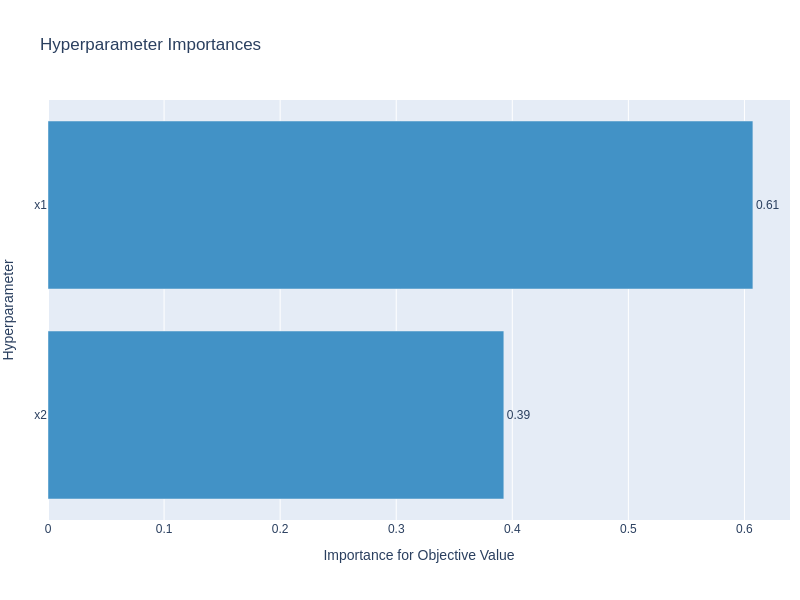 Hyperparameter Importances
Hyperparameter
x1
0.61
x2
0.39
0
0.1
0.2
0.3
0.4
0.5
0.6
Importance for Objective Value